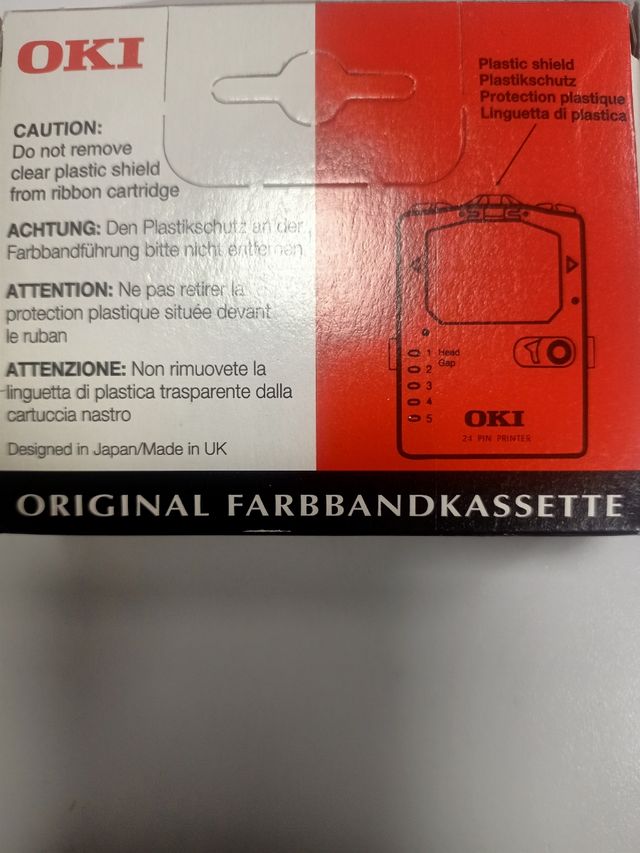 OKI
CAUTION:
Do not remove
clear plastic shield
from ribbon cartridge
ACHTUNG: Den Plastikschutz an der
Farbbandführung bitte nicht entfernen
ATTENTION: Ne pas retirer la
protection plastique située devant
le ruban
ATTENZIONE: Non rimuovete la
linguetta di plastica trasparente dalla
cartuccia nastro
Designed in Japan/Made in UK
Plastic shield
Plastikschutz
Protection plastique
Linguetta di plastica
1 Head
Gap
2
3
4
5
OKI
24 PIN PRINTER
ORIGINAL FARBBANDKASSETTE